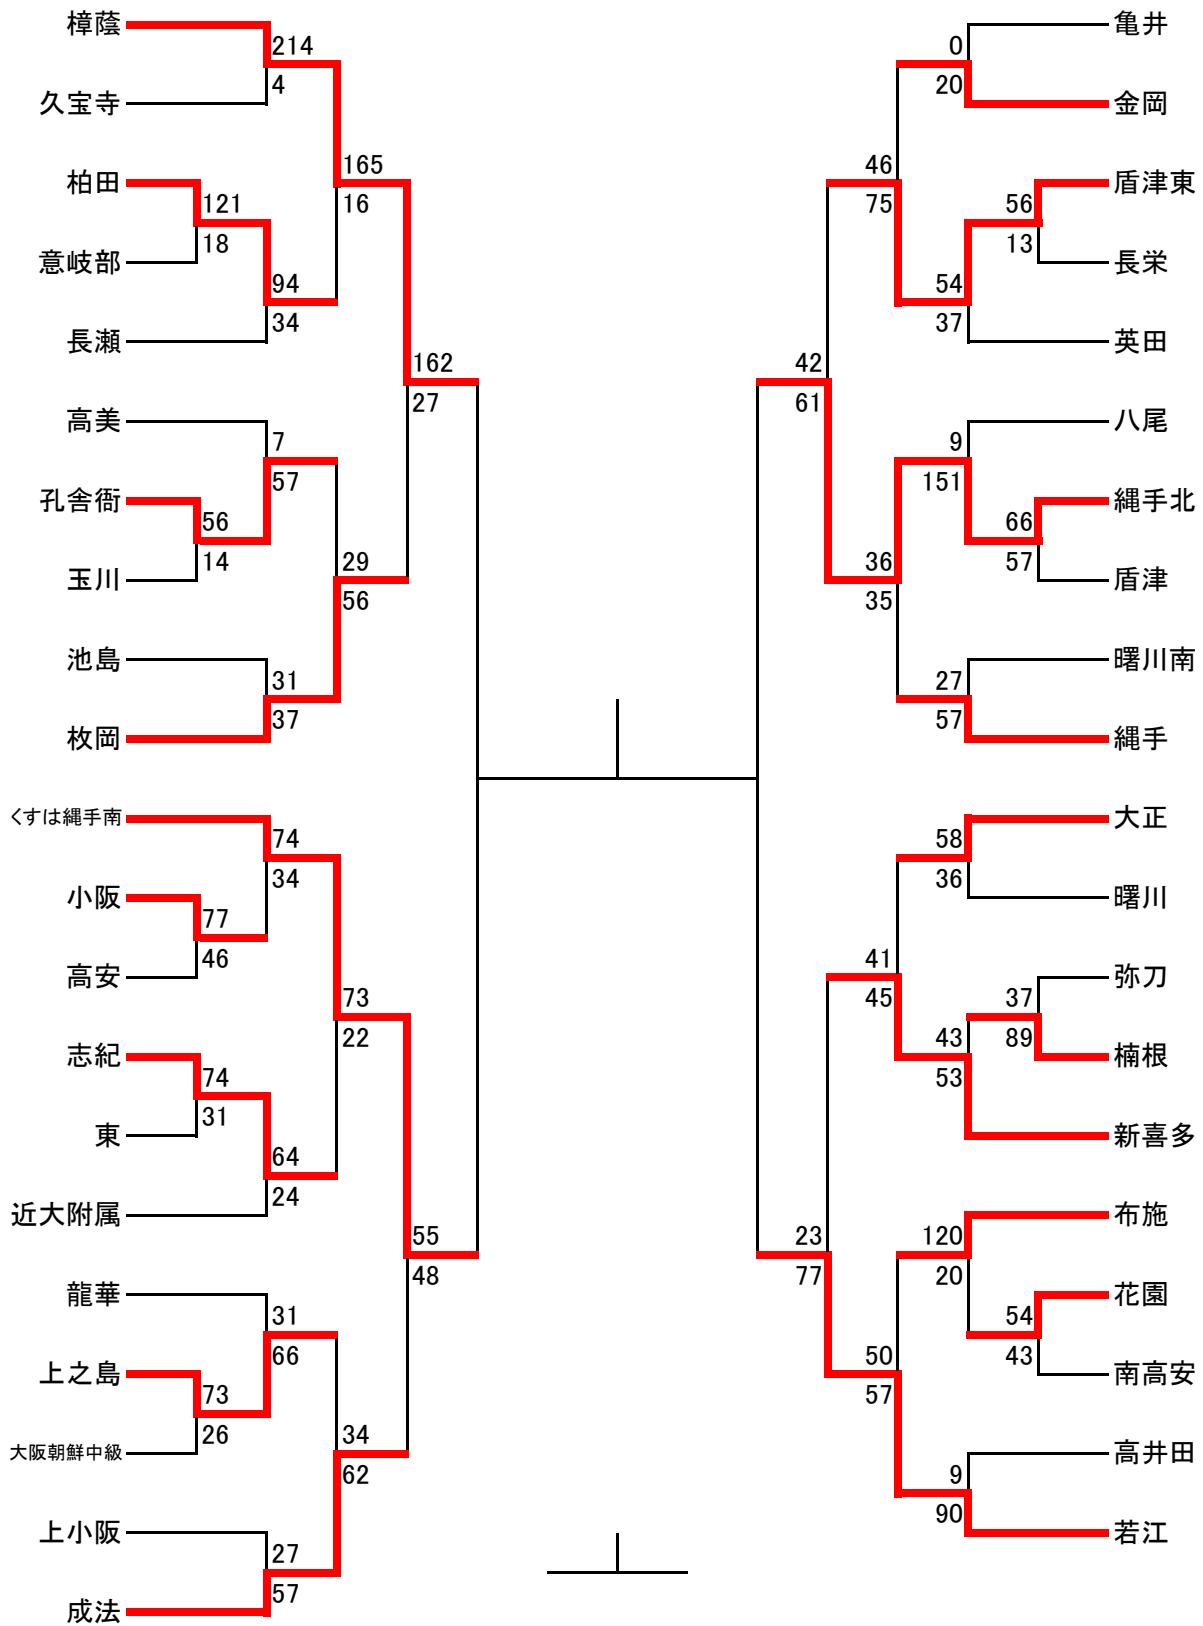 樟蔭
214
4
久宝寺
165
16
柏田
121
18
意岐部
94
34
長瀬
162
27
高美
7
57
孔舎衙
56
14
玉川
29
56
池島
31
37
枚岡
くすは縄手南
74
34
小阪
77
46
高安
73
22
志紀
74
31
東
64
24
近大附属
55
48
龍華
31
66
上之島
73
26
大阪朝鮮中級
34
62
上小阪
27
57
成法
亀井
0
20
金岡
46
75
盾津東
56
13
長栄
54
37
英田
42
61
八尾
9
151
縄手北
66
57
盾津
36
35
曙川南
27
57
縄手
大正
58
36
曙川
41
45
弥刀
37
89
楠根
43
53
新喜多
23
77
布施
120
20
花園
54
43
南高安
50
57
高井田
9
90
若江